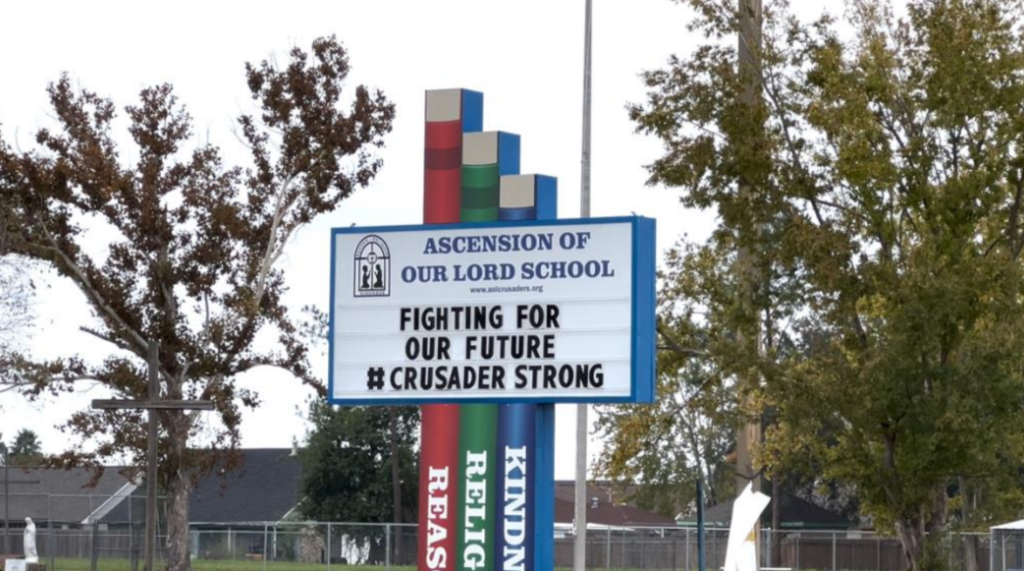 ASCENSION OF
OUR LORD SCHOOL
www.aolcrusaders.org
FIGHTING FOR
OUR FUTURE
#CRUSADER STRONG
REAS
RELIG
KINDN